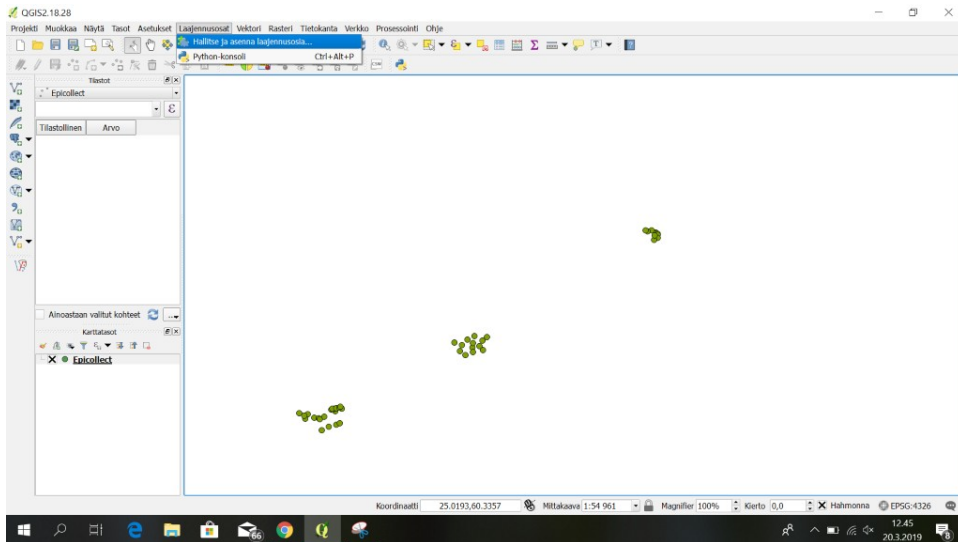 QGIS2.18.28
Projekti Muokkaa Näytä Tasot Asetukset Laajennusosat Vektori Rasteri Tietokanta Verkko Prosessointi Ohje
Hallitse ja asenna laajennusosia...
Python-konsoli Ctrl+Alt+P
Tilastot
Epicollect
Tilastollinen Arvo
Ainoastaan valitut kohteet
Karttatasot
Epicollect
Koordinaatti 25.0193,60.3357 Mittakaava 1:54 961 Magnifier 100% Kierto 0,0 Hahmonna EPSG:4326
66
12.45
20.3.2019
8